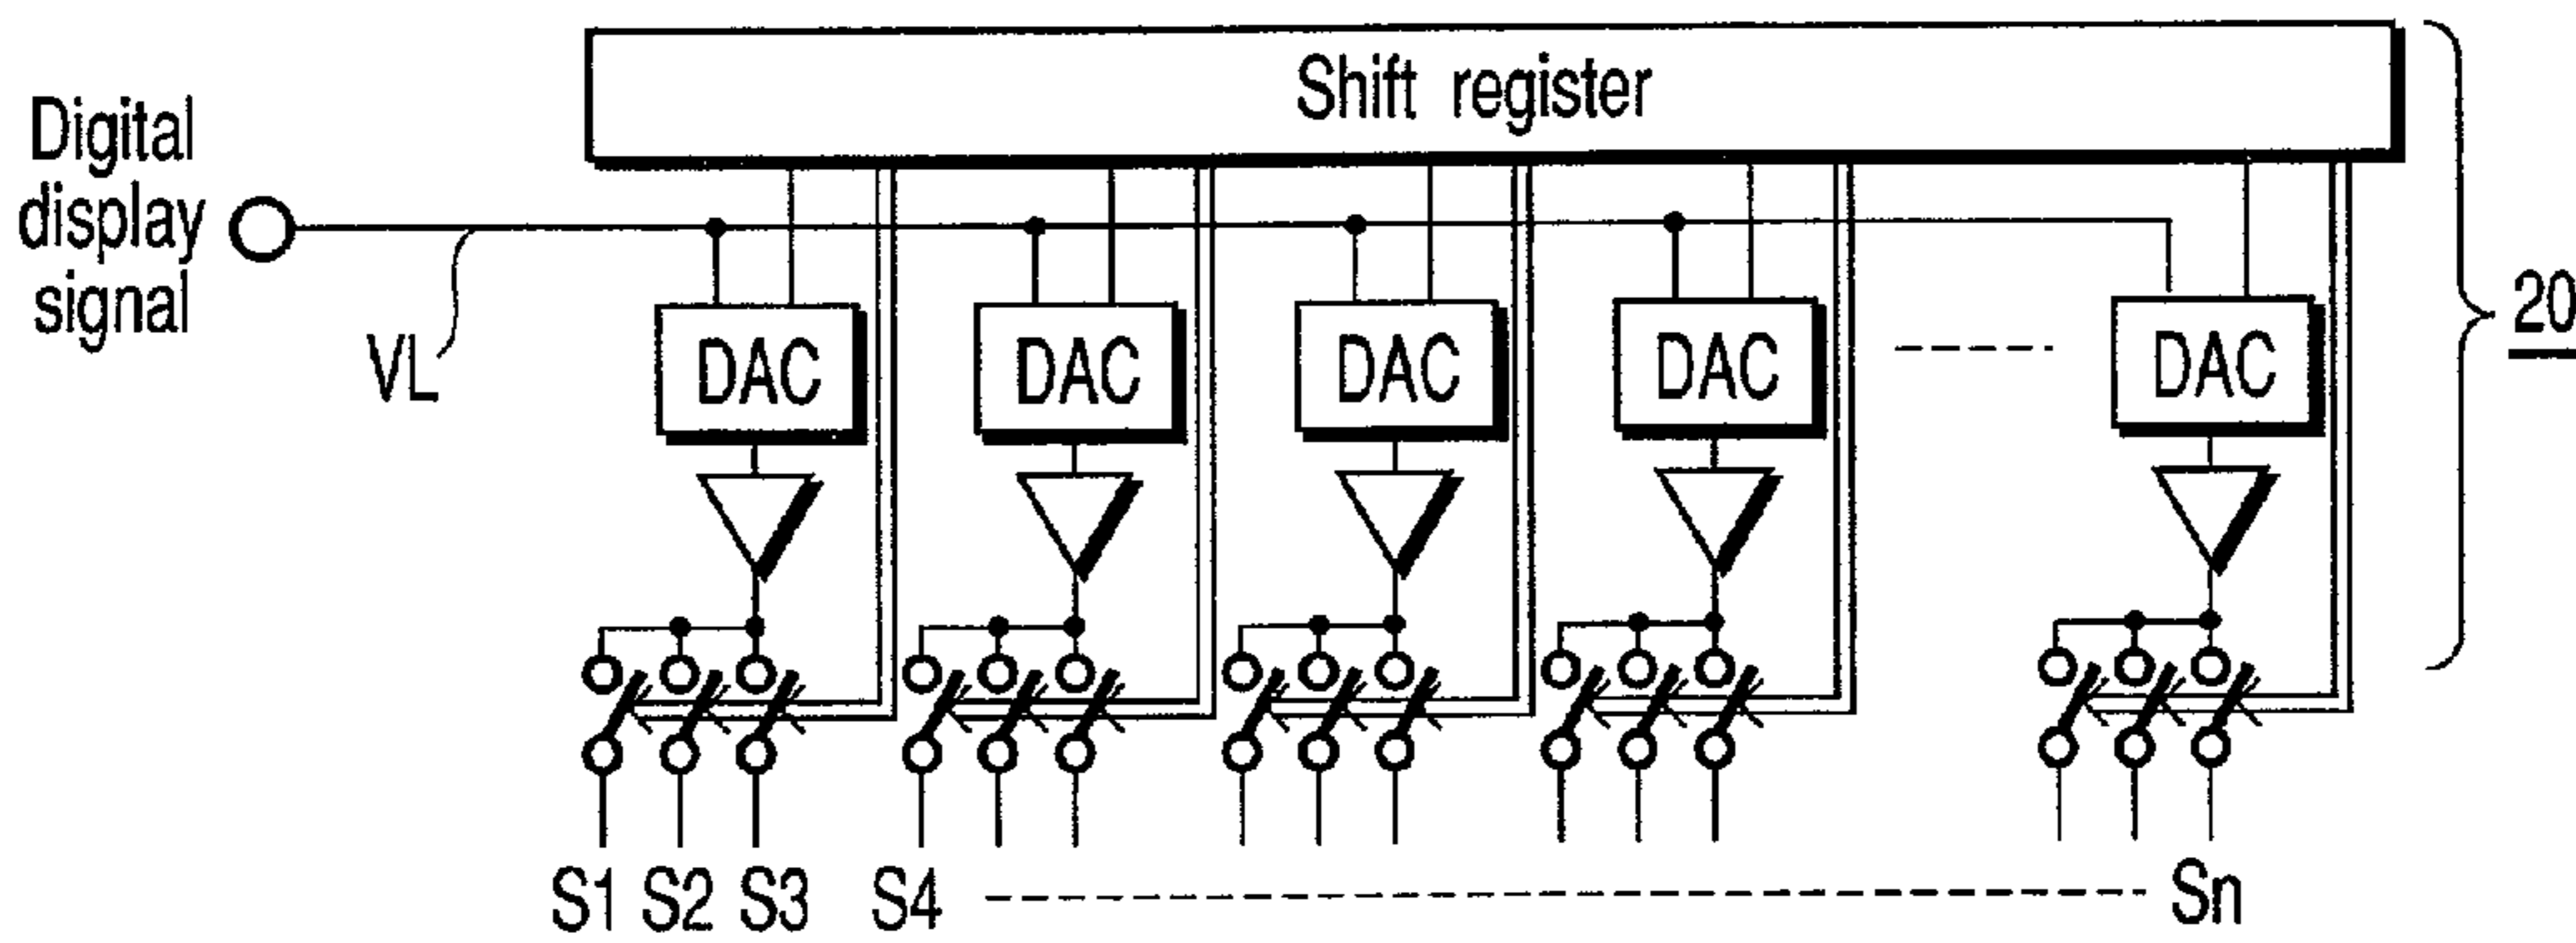 Shift register
Digital
display
signal
VL
DAC DAC DAC DAC DAC
20
S1 S2 S3 S4 Sn